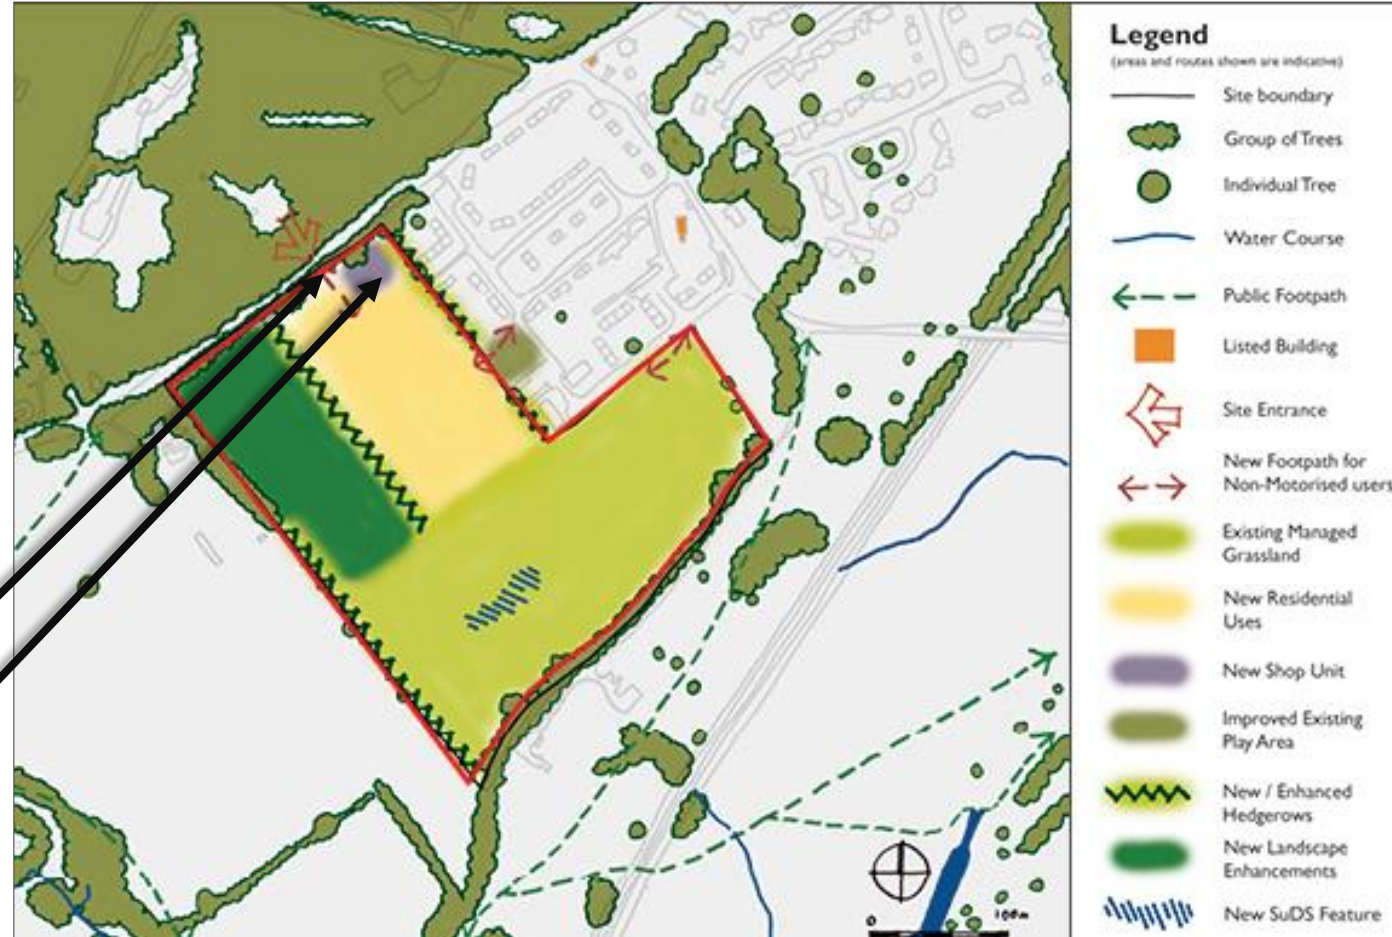 Legend
(areas and routes shown are indicative)
Site boundary
Group of Trees
Individual Tree
Water Course
Public Footpath
Listed Building
Site Entrance
New Footpath for
Non-Motorised users
Existing Managed
Grassland
New Residential
Uses
New Shop Unit
Improved Existing
Play Area
New / Enhanced
Hedgerows
New Landscape
Enhancements
New SuDS Feature
0 100m